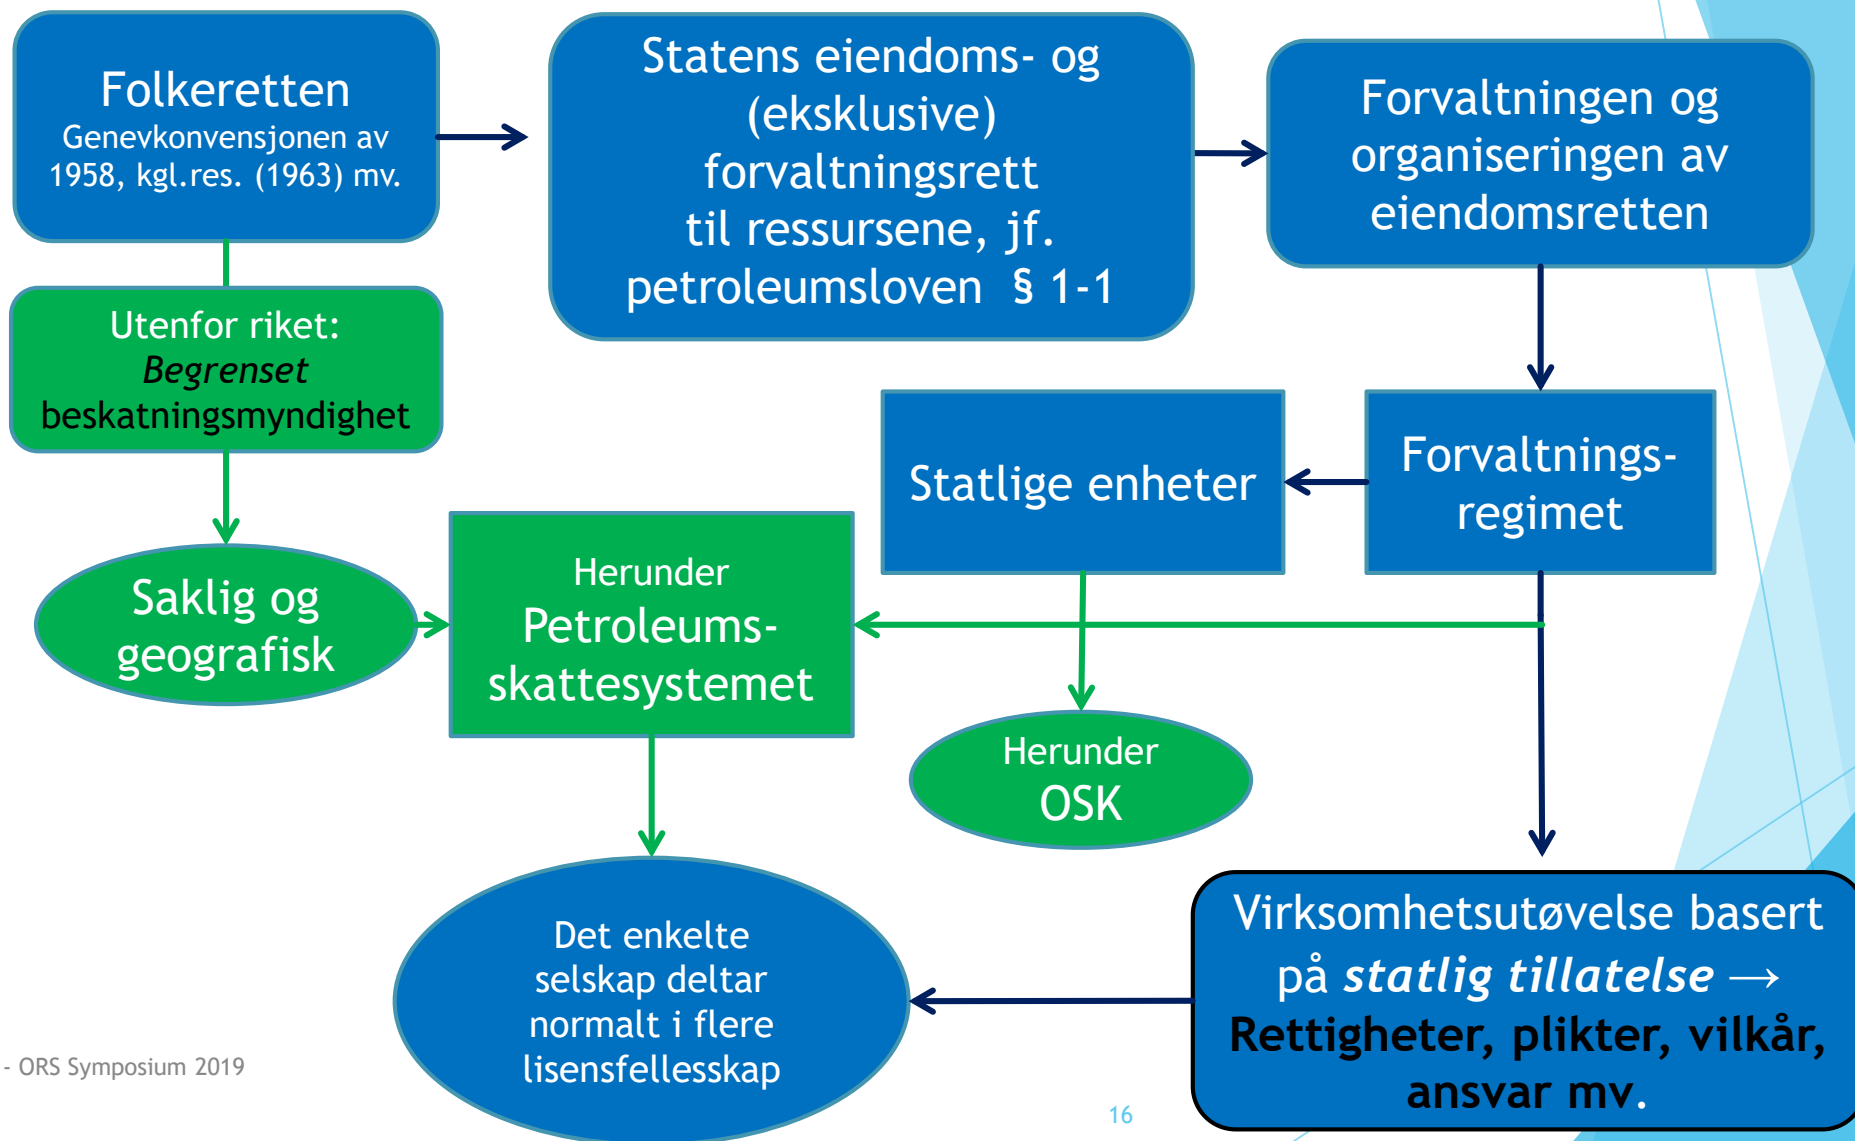 Folkeretten
Genevkonvensjonen av
1958, kgl.res. (1963) mv.
Statens eiendoms- og
(eksklusive)
forvaltningsrett
til ressursene, jf.
petroleumsloven § 1-1
Forvaltningen og
organiseringen av
eiendomsretten
Utenfor riket:
Begrenset
beskatningsmyndighet
Statlige enheter
Forvaltnings-
regimet
Saklig og
geografisk
Herunder
Petroleums-
skattesystemet
Herunder
OSK
Det enkelte
selskap deltar
normalt i flere
lisensfellesskap
Virksomhetsutøvelse basert
på statlig tillatelse →
Rettigheter, plikter, vilkår,
ansvar mv.
- ORS Symposium 2019
16